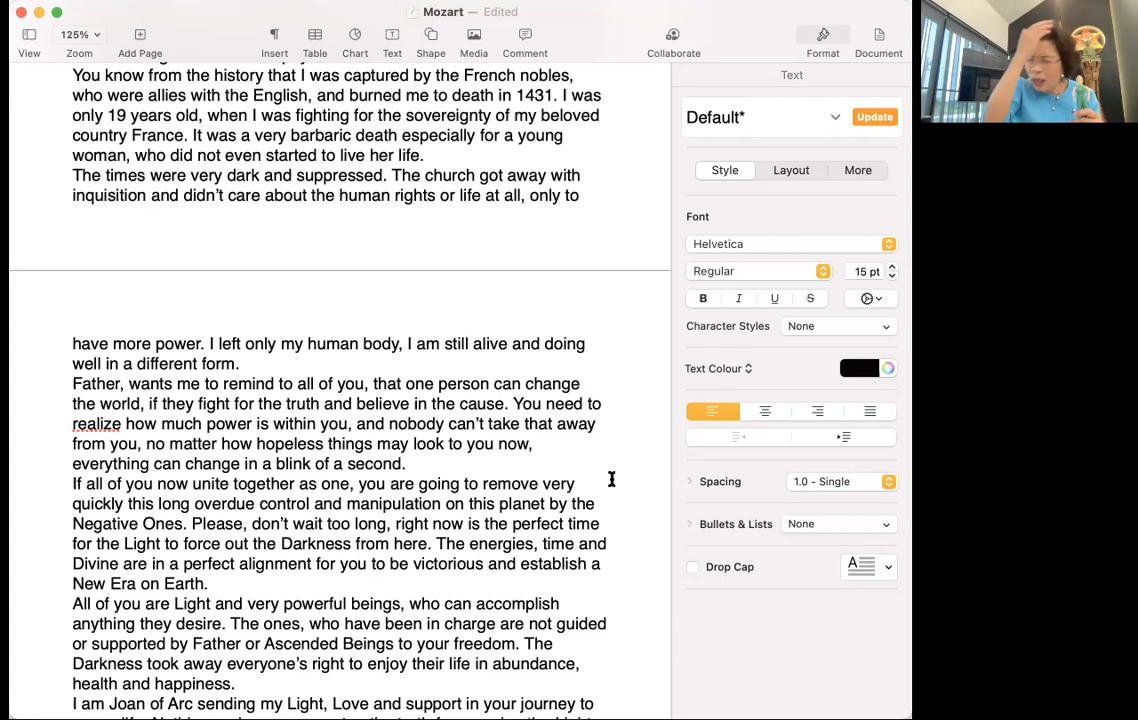 Mozart — Edited
125%
View
Zoom
Add Page
Insert
Table
Chart
Text
Shape
Media
Comment
Collaborate
Format
Document
You know from the history that I was captured by the French nobles,
who were allies with the English, and burned me to death in 1431. I was
only 19 years old, when I was fighting for the sovereignty of my beloved
country France. It was a very barbaric death especially for a young
woman, who did not even started to live her life.
The times were very dark and suppressed. The church got away with
inquisition and didn’t care about the human rights or life at all, only to
have more power. I left only my human body, I am still alive and doing
well in a different form.
Father, wants me to remind to all of you, that one person can change
the world, if they fight for the truth and believe in the cause. You need to
realize how much power is within you, and nobody can’t take that away
from you, no matter how hopeless things may look to you now,
everything can change in a blink of a second.
If all of you now unite together as one, you are going to remove very
quickly this long overdue control and manipulation on this planet by the
Negative Ones. Please, don’t wait too long, right now is the perfect time
for the Light to force out the Darkness from here. The energies, time and
Divine are in a perfect alignment for you to be victorious and establish a
New Era on Earth.
All of you are Light and very powerful beings, who can accomplish
anything they desire. The ones, who have been in charge are not guided
or supported by Father or Ascended Beings to your freedom. The
Darkness took away everyone’s right to enjoy their life in abundance,
health and happiness.
I am Joan of Arc sending my Light, Love and support in your journey to
Text
Default*
Update
Style
Layout
More
Font
Helvetica
Regular
15 pt
B I U S
Character Styles
None
Text Colour
Spacing
1.0 - Single
Bullets & Lists
None
Drop Cap
A